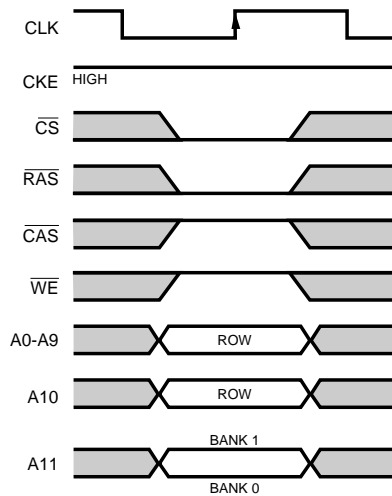 CLK
CKE HIGH
CS
RAS
CAS
WE
A0-A9 ROW
A10 ROW
BANK 1
A11
BANK 0